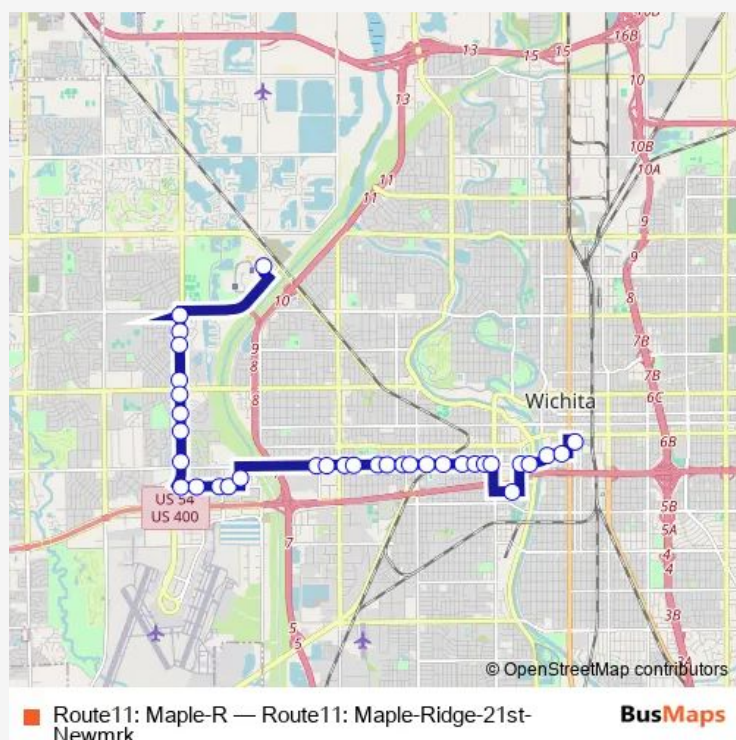 16B
13
15
15
13
10
10B
10A
11
11
9
9
10
8
9
8
7B
7B
6C
8
Wichita
6B
US 54
US 400
5B
5A
7
4
4
3B
5
5
© OpenStreetMap contributors
Route11: Maple-R — Route11: Maple-Ridge-21st-
Newmrk
BusMaps